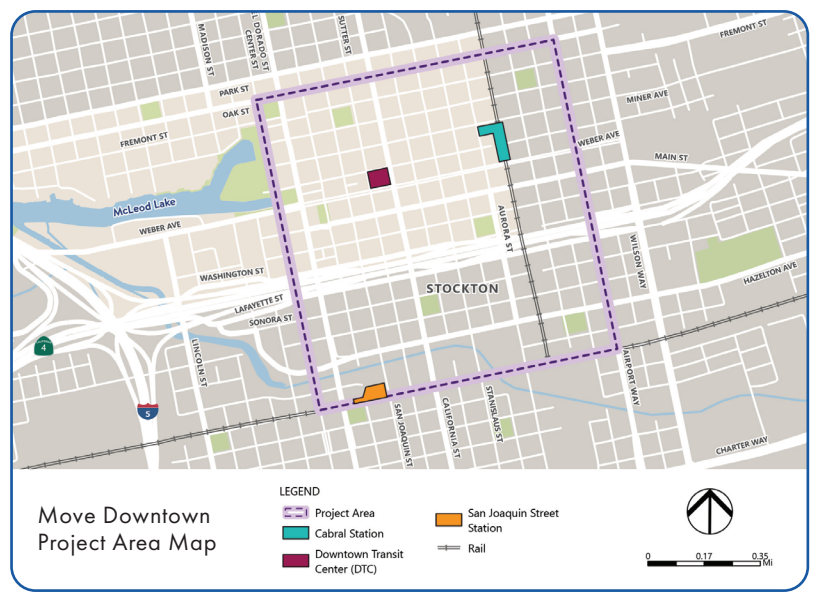 MADISON ST
EL DORADO ST
CENTER ST
SUTTER ST
FREMONT ST
PARK ST
OAK ST
MINER AVE
FREMONT ST
WEBER AVE
MAIN ST
McLeod Lake
WEBER AVE
AURORA ST
WILSON WAY
WASHINGTON ST
HAZELTON AVE
STOCKTON
LAFAYETTE ST
SONORA ST
CALIFORNIA
4
LINCOLN ST
AIRPORT WAY
5
SAN JOAQUIN ST
CALIFORNIA ST
STANISLAUS ST
CHARTER WAY
Move Downtown
Project Area Map
LEGEND
Project Area
Cabral Station
Downtown Transit
Center (DTC)
San Joaquin Street
Station
Rail
0 0.17 0.35
Mi